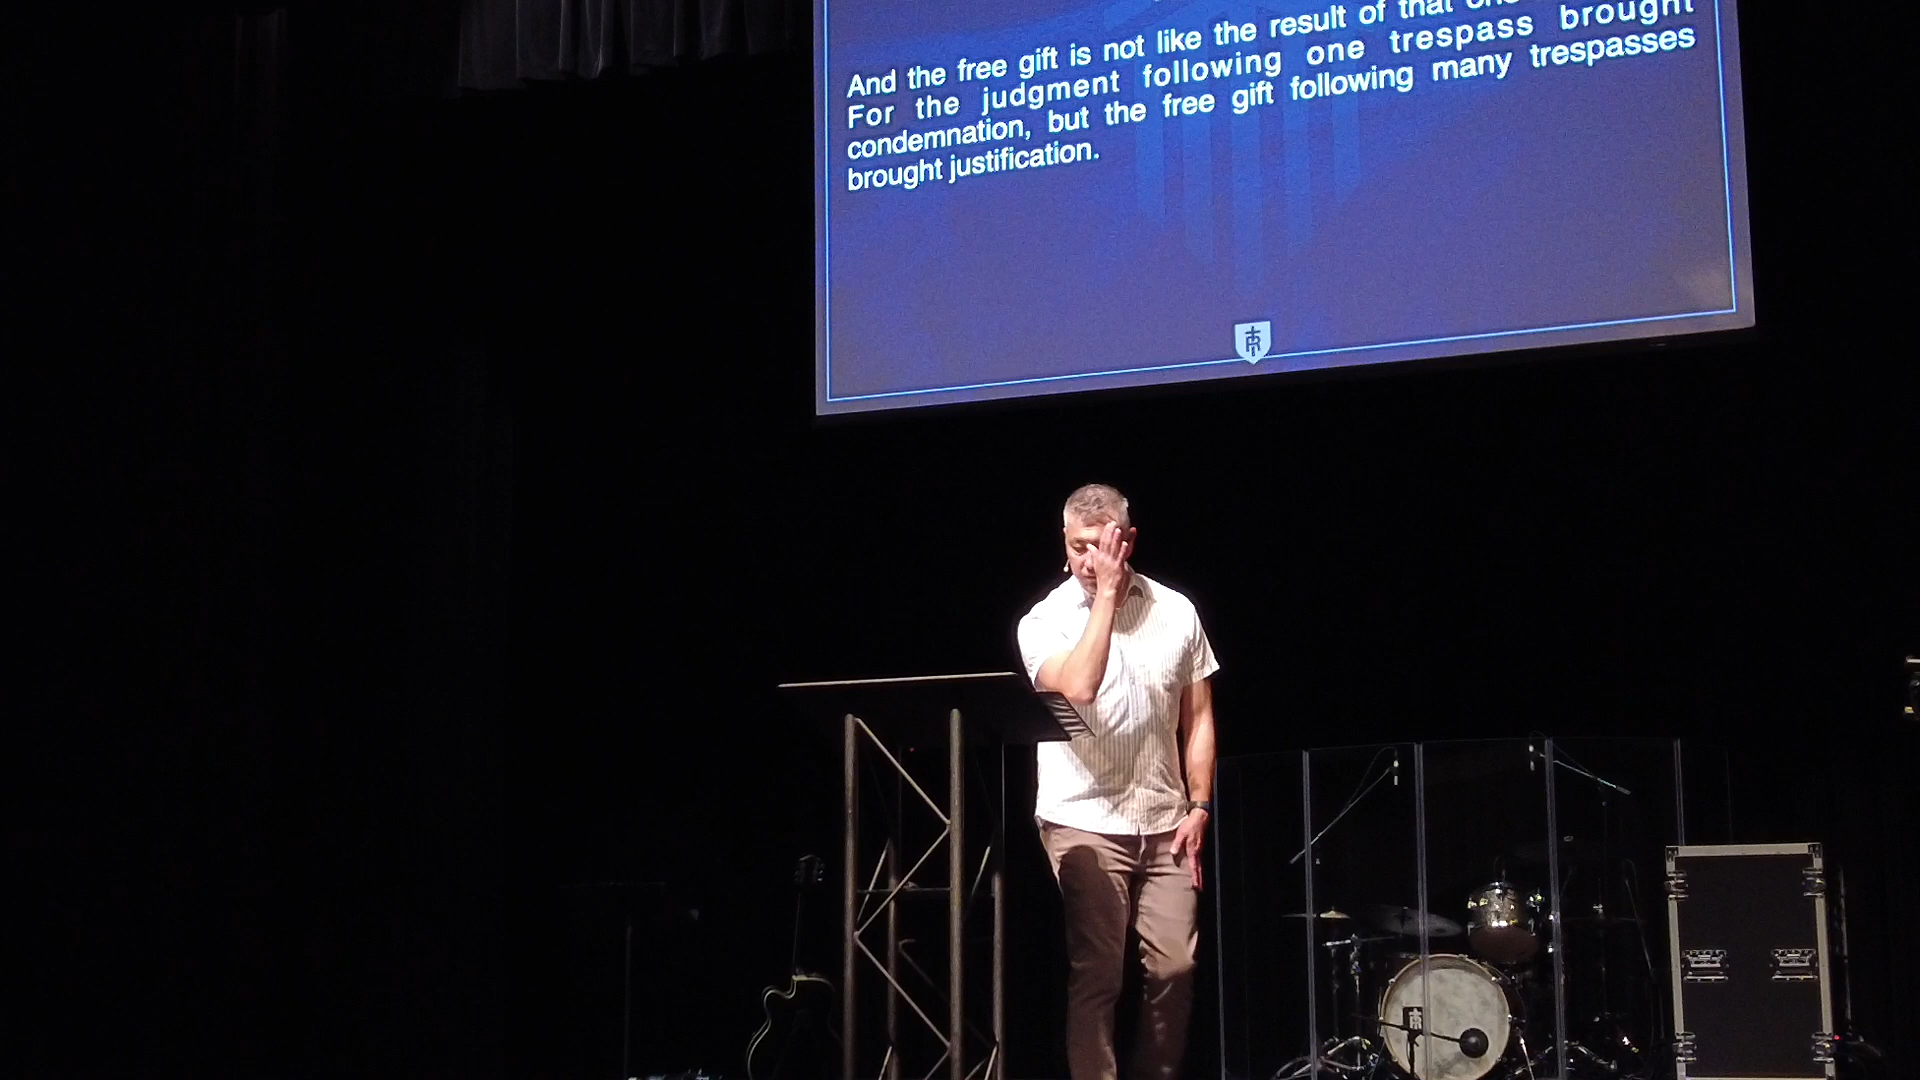 And the free gift is not like the result of that
For the judgment following one trespass brought
condemnation, but the free gift following many trespasses
brought justification.